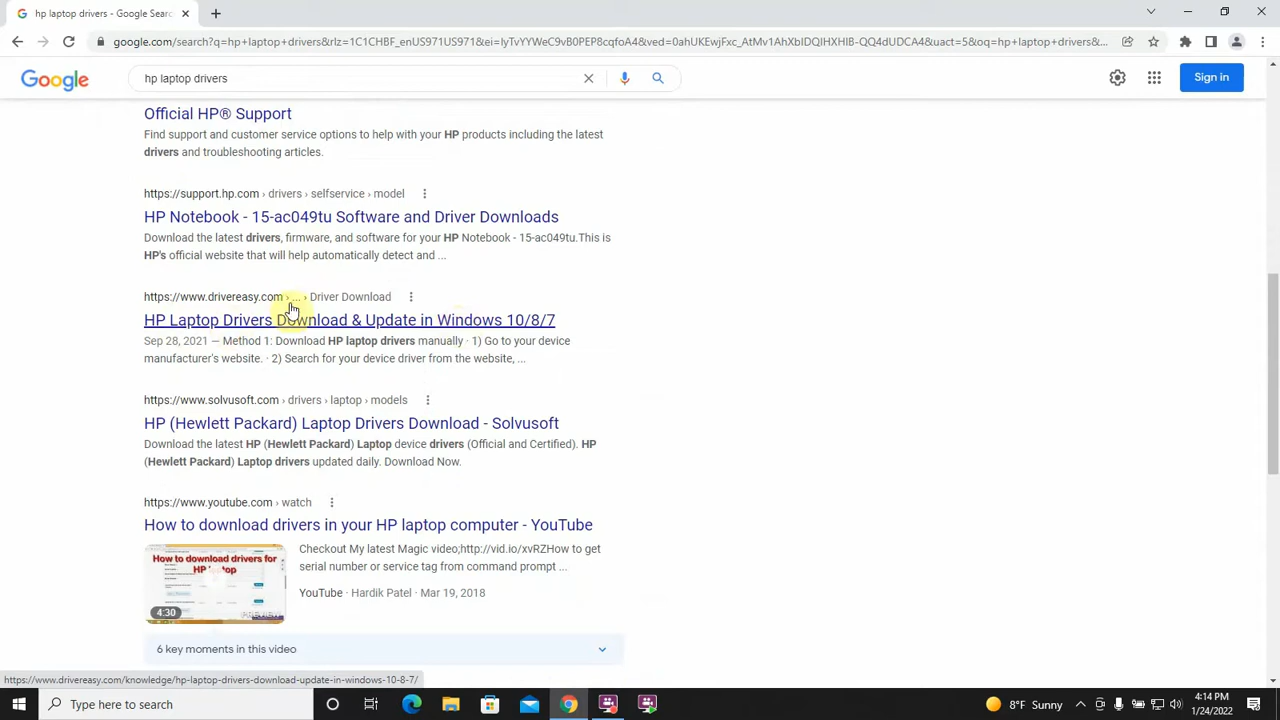 hp laptop drivers - Google Searc
google.com/search?q=hp+laptop+drivers&rlz=1C1CHBF_enUS971US971&ei=IyTvYYWeC9vB0PEP8cqfoA4&ved=0ahUKEwjFxc_AtMv1AhXbIDQIHXHlB-QQ4dUDCA4&uact=5&oq=hp+laptop+drivers&...
Google
hp laptop drivers
Sign in
Official HP® Support
Find support and customer service options to help with your HP products including the latest
drivers and troubleshooting articles.
https://support.hp.com › drivers › selfservice › model
HP Notebook - 15-ac049tu Software and Driver Downloads
Download the latest drivers, firmware, and software for your HP Notebook - 15-ac049tu.This is
HP's official website that will help automatically detect and ...
https://www.drivereasy.com › ... › Driver Download
HP Laptop Drivers Download & Update in Windows 10/8/7
Sep 28, 2021 — Method 1: Download HP laptop drivers manually · 1) Go to your device
manufacturer's website. · 2) Search for your device driver from the website, ...
https://www.solvusoft.com › drivers › laptop › models
HP (Hewlett Packard) Laptop Drivers Download - Solvusoft
Download the latest HP (Hewlett Packard) Laptop device drivers (Official and Certified). HP
(Hewlett Packard) Laptop drivers updated daily. Download Now.
https://www.youtube.com › watch
How to download drivers in your HP laptop computer - YouTube
How to download drivers for
HP laptop
4:30
PREVIEW
Checkout My latest Magic video;http://vid.io/xvRZHow to get
serial number or service tag from command prompt ...
YouTube · Hardik Patel · Mar 19, 2018
6 key moments in this video
https://www.drivereasy.com/knowledge/hp-laptop-drivers-download-update-in-windows-10-8-7/
Type here to search
8°F Sunny
4:14 PM
1/24/2022